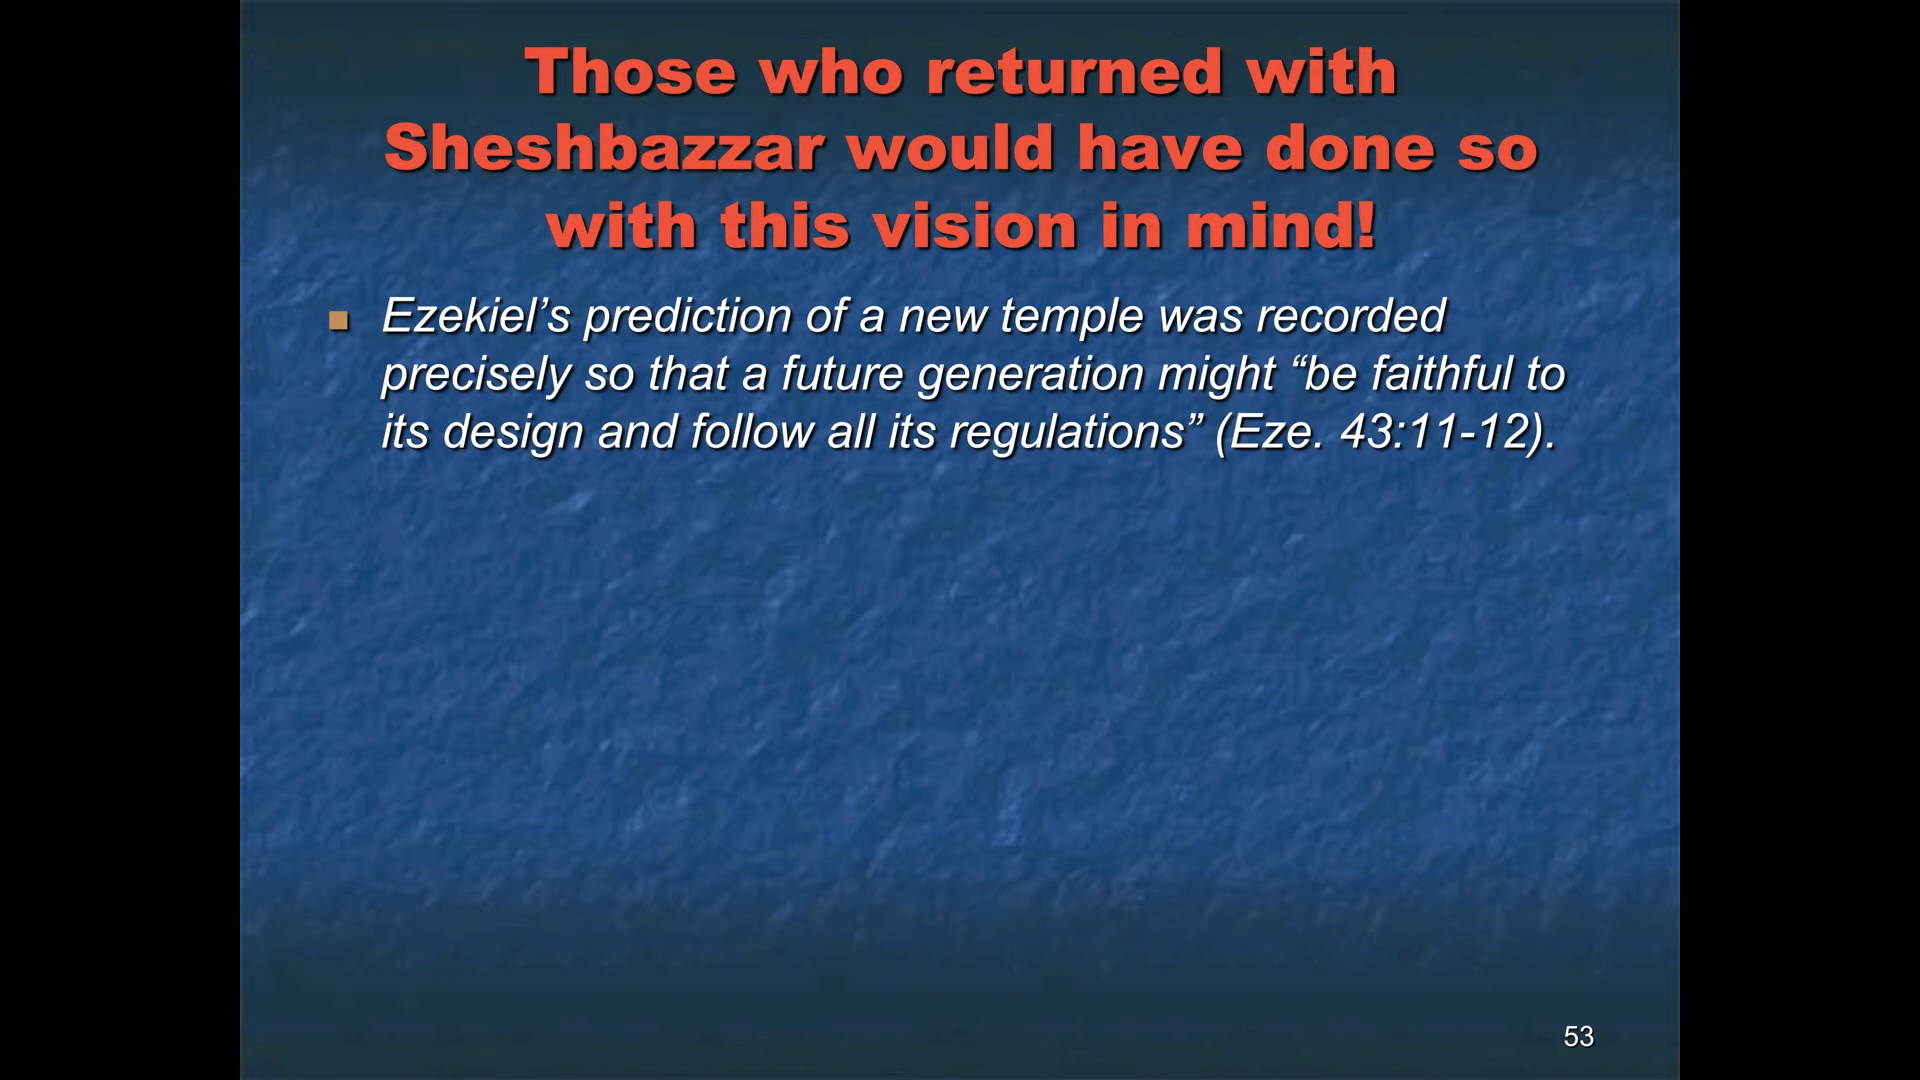 Those who returned with
Sheshbazzar would have done so
with this vision in mind!
Ezekiel’s prediction of a new temple was recorded
precisely so that a future generation might “be faithful to
its design and follow all its regulations” (Eze. 43:11-12).
53